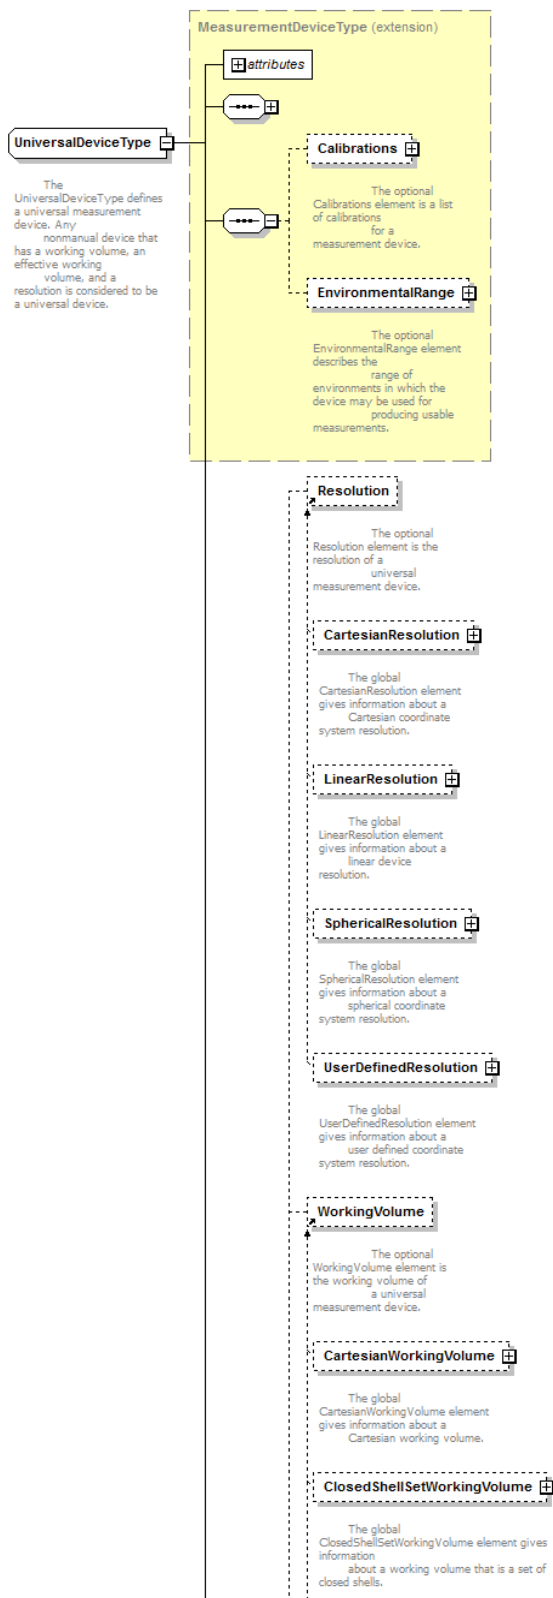 MeasurementDeviceType (extension)
attributes
UniversalDeviceType
The
UniversalDeviceType defines
a universal measurement
device. Any
nonmanual device that
has a working volume, an
effective working
volume, and a
resolution is considered to be
a universal device.
Calibrations
The optional
Calibrations element is a list
of calibrations
for a
measurement device.
EnvironmentalRange
The optional
EnvironmentalRange element
describes the
range of
environments in which the
device may be used for
producing usable
measurements.
Resolution
The optional
Resolution element is the
resolution of a
universal
measurement device.
CartesianResolution
The global
CartesianResolution element
gives information about a
Cartesian coordinate
system resolution.
LinearResolution
The global
LinearResolution element
gives information about a
linear device
resolution.
SphericalResolution
The global
SphericalResolution element
gives information about a
spherical coordinate
system resolution.
UserDefinedResolution
The global
UserDefinedResolution element
gives information about a
user defined coordinate
system resolution.
WorkingVolume
The optional
WorkingVolume element is
the working volume of
a universal
measurement device.
CartesianWorkingVolume
The global
CartesianWorkingVolume element
gives information about a
Cartesian working volume.
ClosedShellSetWorkingVolume
The global
ClosedShellSetWorkingVolume element gives
information
about a working volume that is a set of
closed shells.